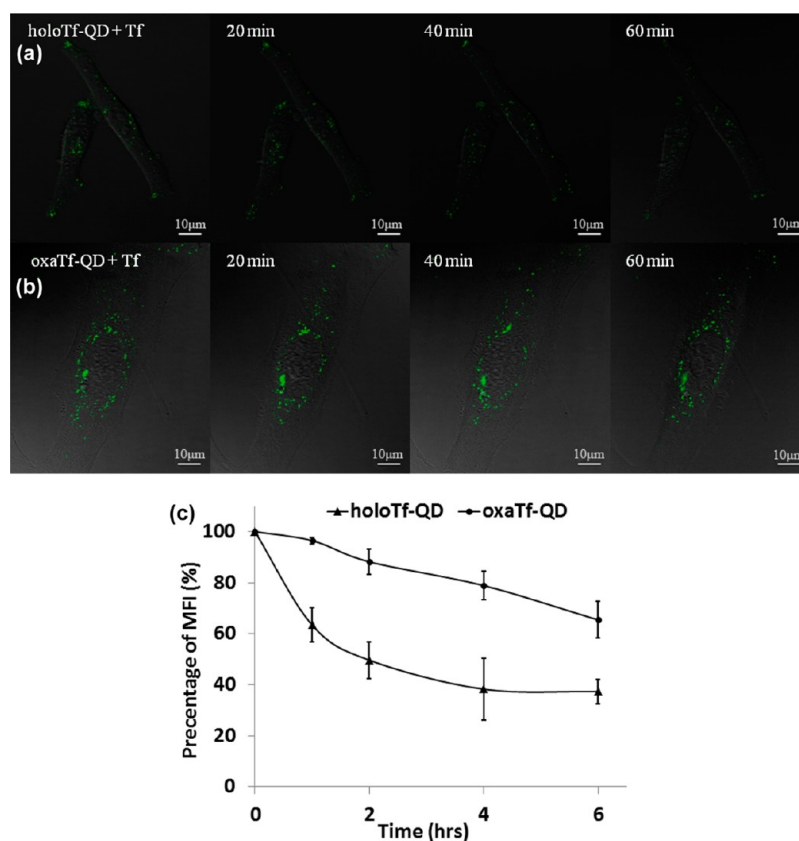 holoTf-QD + Tf 20 min 40 min 60 min
(a)
10μm 10μm 10μm 10μm
oxaTf-QD + Tf 20 min 40 min 60 min
(b)
10μm 10μm 10μm 10μm
(c)
holoTf-QD oxaTf-QD
Precentage of MFI (%)
100
80
60
40
20
0
0 2 4 6
Time (hrs)